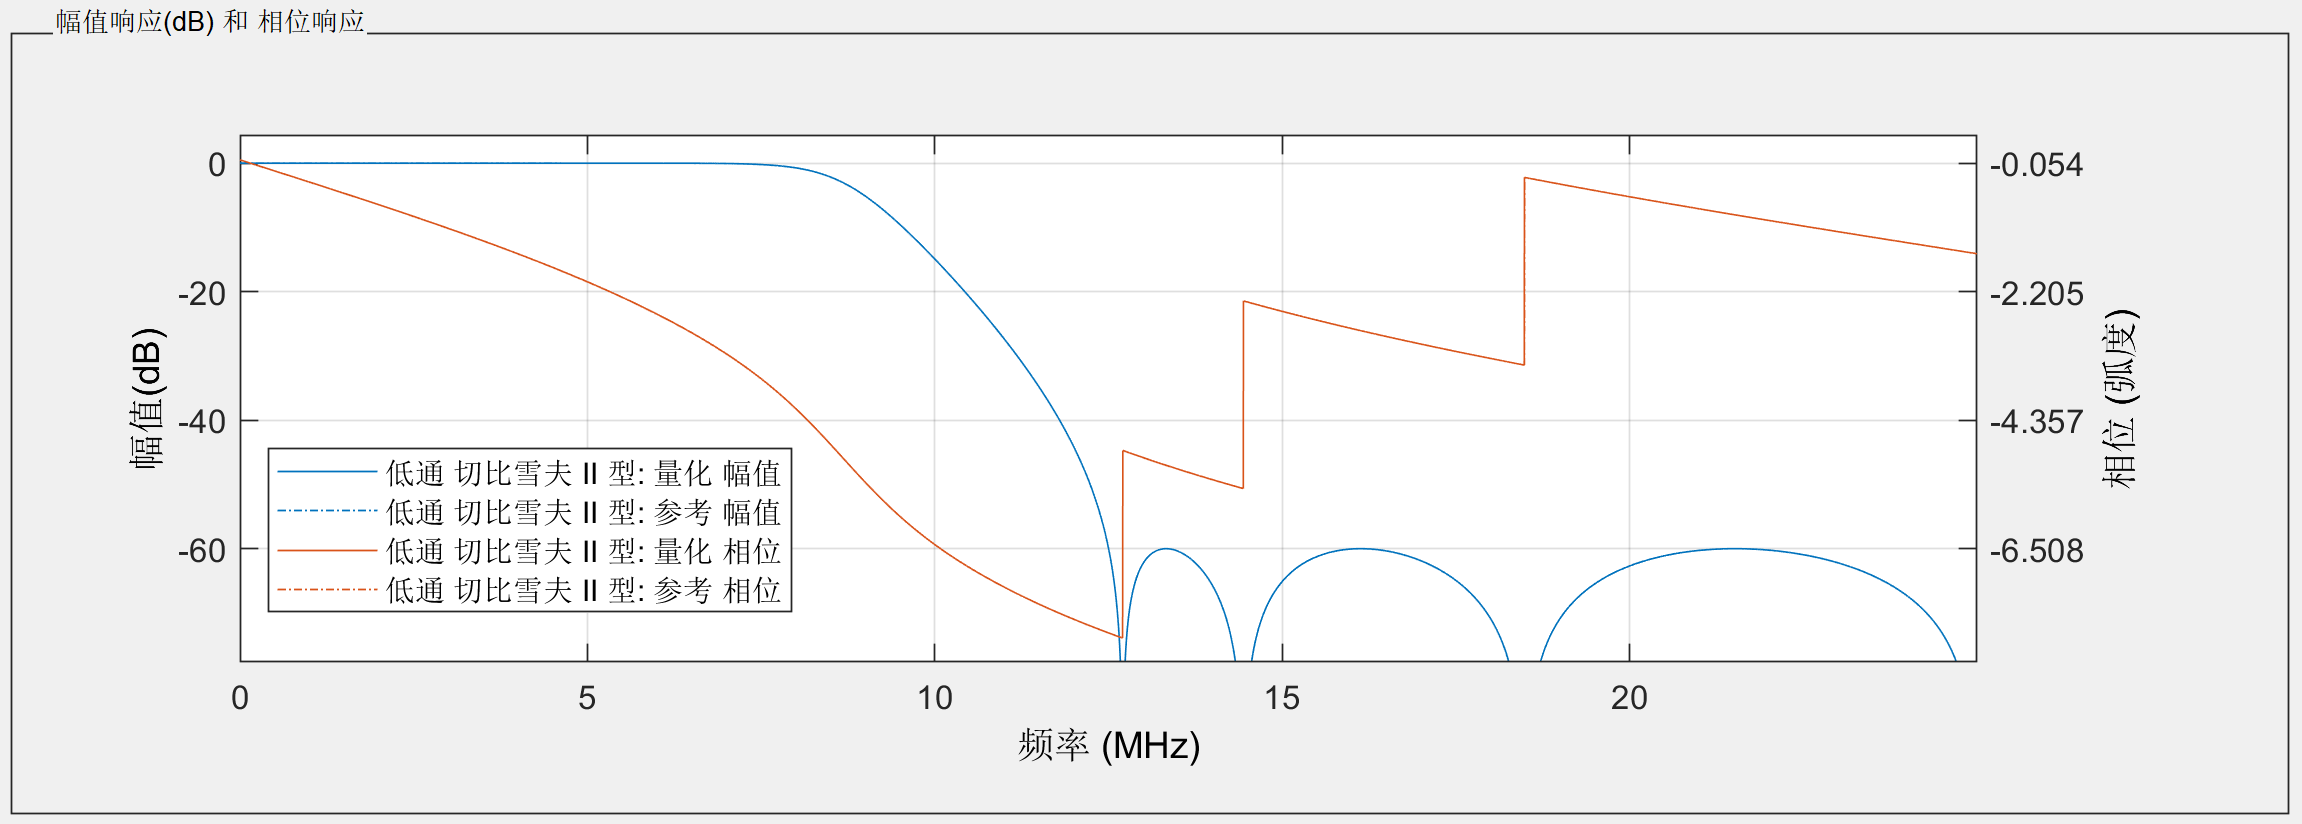 幅值响应(dB) 和 相位响应
0
-20
-40
-60
幅值(dB)
-0.054
-2.205
-4.357
-6.508
相位 (弧度)
低通 切比雪夫 II 型: 量化 幅值
低通 切比雪夫 II 型: 参考 幅值
低通 切比雪夫 II 型: 量化 相位
低通 切比雪夫 II 型: 参考 相位
0 5 10 15 20
频率 (MHz)